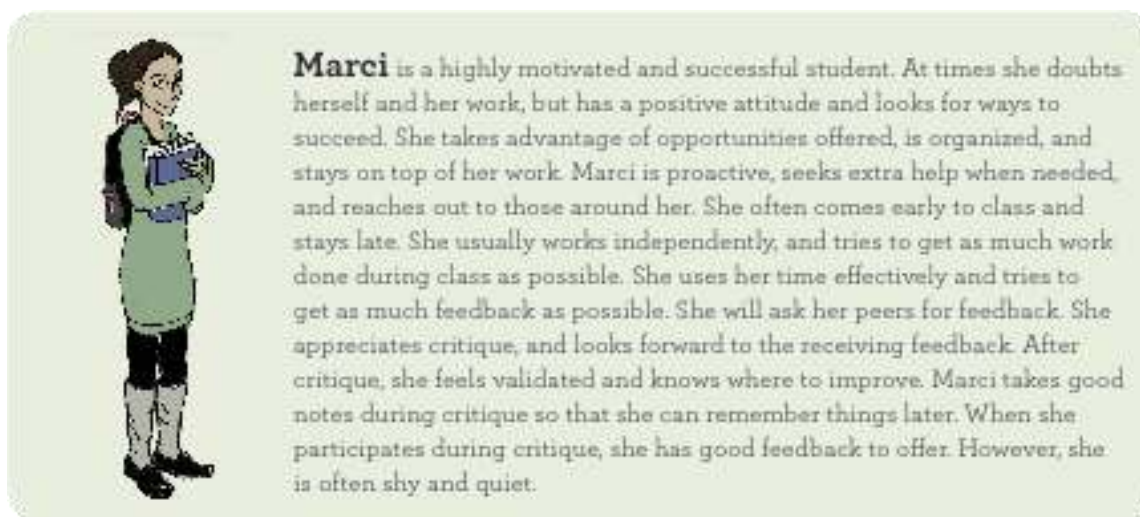 Marci is a highly motivated and successful student. At times she doubts
herself and her work, but has a positive attitude and looks for ways to
succeed. She takes advantage of opportunities offered, is organized, and
stays on top of her work. Marci is proactive, seeks extra help when needed,
and reaches out to those around her. She often comes early to class and
stays late. She usually works independently, and tries to get as much work
done during class as possible. She uses her time effectively and tries to
get as much feedback as possible. She will ask her peers for feedback. She
appreciates critique, and looks forward to the receiving feedback. After
critique, she feels validated and knows where to improve. Marci takes good
notes during critique so that she can remember things later. When she
participates during critique, she has good feedback to offer. However, she
is often shy and quiet.